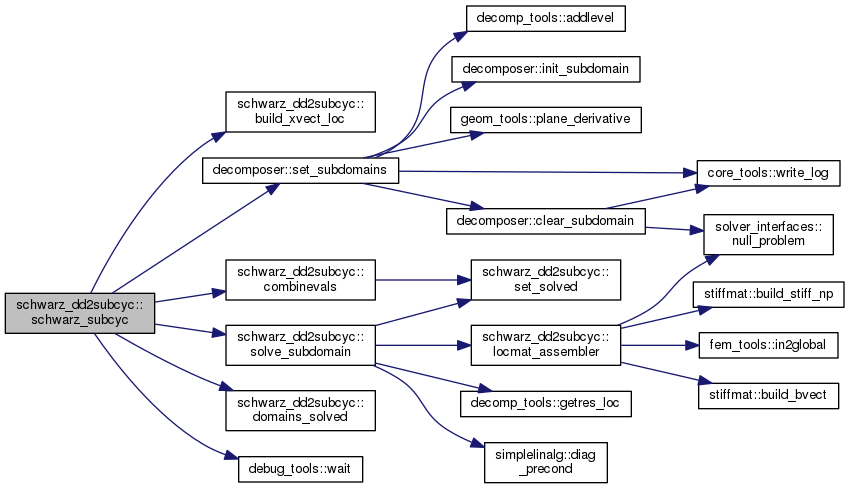 schwarz_dd2subcyc::
schwarz_subcyc
schwarz_dd2subcyc::
build_xvect_loc
decomposer::set_subdomains
schwarz_dd2subcyc::
combinevals
schwarz_dd2subcyc::
solve_subdomain
schwarz_dd2subcyc::
domains_solved
debug_tools::wait
decomp_tools::addlevel
decomposer::init_subdomain
geom_tools::plane_derivative
decomposer::clear_subdomain
schwarz_dd2subcyc::
set_solved
schwarz_dd2subcyc::
locmat_assembler
decomp_tools::getres_loc
simplelinalg::diag
_precond
core_tools::write_log
solver_interfaces::
null_problem
stiffmat::build_stiff_np
fem_tools::in2global
stiffmat::build_bvect